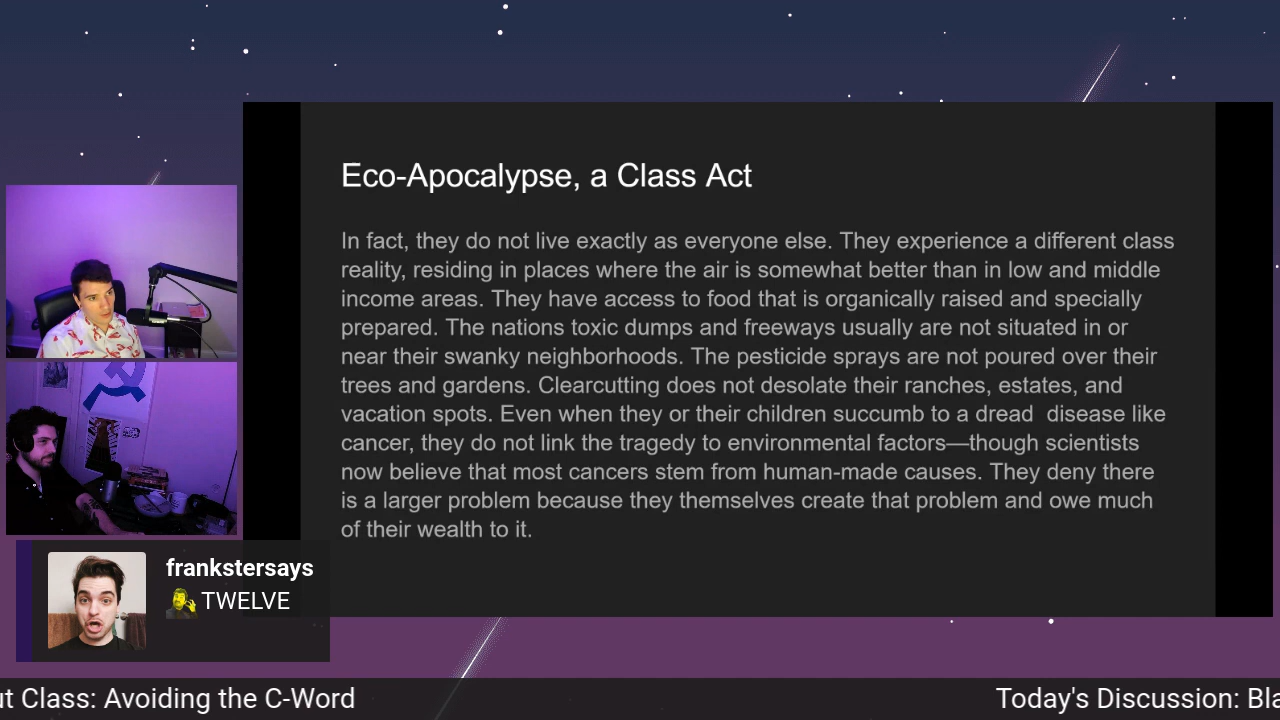 Eco-Apocalypse, a Class Act
In fact, they do not live exactly as everyone else. They experience a different class
reality, residing in places where the air is somewhat better than in low and middle
income areas. They have access to food that is organically raised and specially
prepared. The nations toxic dumps and freeways usually are not situated in or
near their swanky neighborhoods. The pesticide sprays are not poured over their
trees and gardens. Clearcutting does not desolate their ranches, estates, and
vacation spots. Even when they or their children succumb to a dread  disease like
cancer, they do not link the tragedy to environmental factors—though scientists
now believe that most cancers stem from human-made causes. They deny there
is a larger problem because they themselves create that problem and owe much
of their wealth to it.
frankstersays
TWELVE
ut Class: Avoiding the C-Word
Today's Discussion: Bla